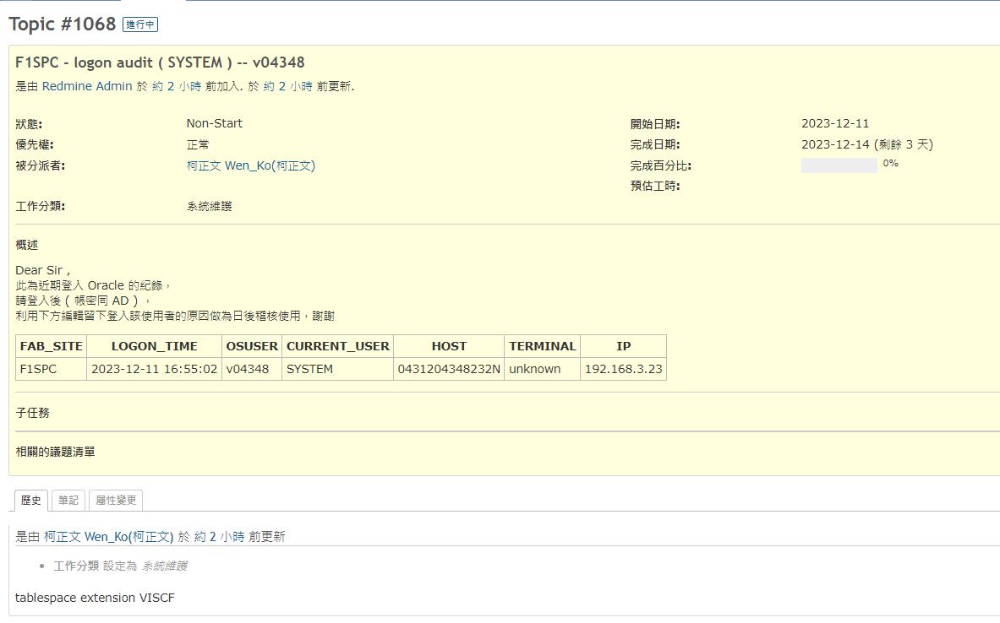 Topic #1068 進行中
F1SPC - logon audit ( SYSTEM ) -- v04348
是由 Redmine Admin 於 約 2 小時 前加入. 於 約 2 小時 前更新.
狀態: Non-Start 開始日期: 2023-12-11
優先權: 正常 完成日期: 2023-12-14 (剩餘 3 天)
被分派者: 柯正文 Wen_Ko(柯正文) 完成百分比: 0%
預估工時:
工作分類: 系統維護
概述
Dear Sir ,
此為近期登入 Oracle 的紀錄，
請登入後 ( 帳密同 AD ) ，
利用下方編輯留下登入該使用者的原因做為日後稽核使用，謝謝
FAB_SITE LOGON_TIME OSUSER CURRENT_USER HOST TERMINAL IP
F1SPC 2023-12-11 16:55:02 v04348 SYSTEM 0431204348232N unknown 192.168.3.23
子任務
相關的議題清單
歷史 筆記 屬性變更
是由 柯正文 Wen_Ko(柯正文) 於 約 2 小時 前更新
• 工作分類 設定為 系統維護
tablespace extension VISCF